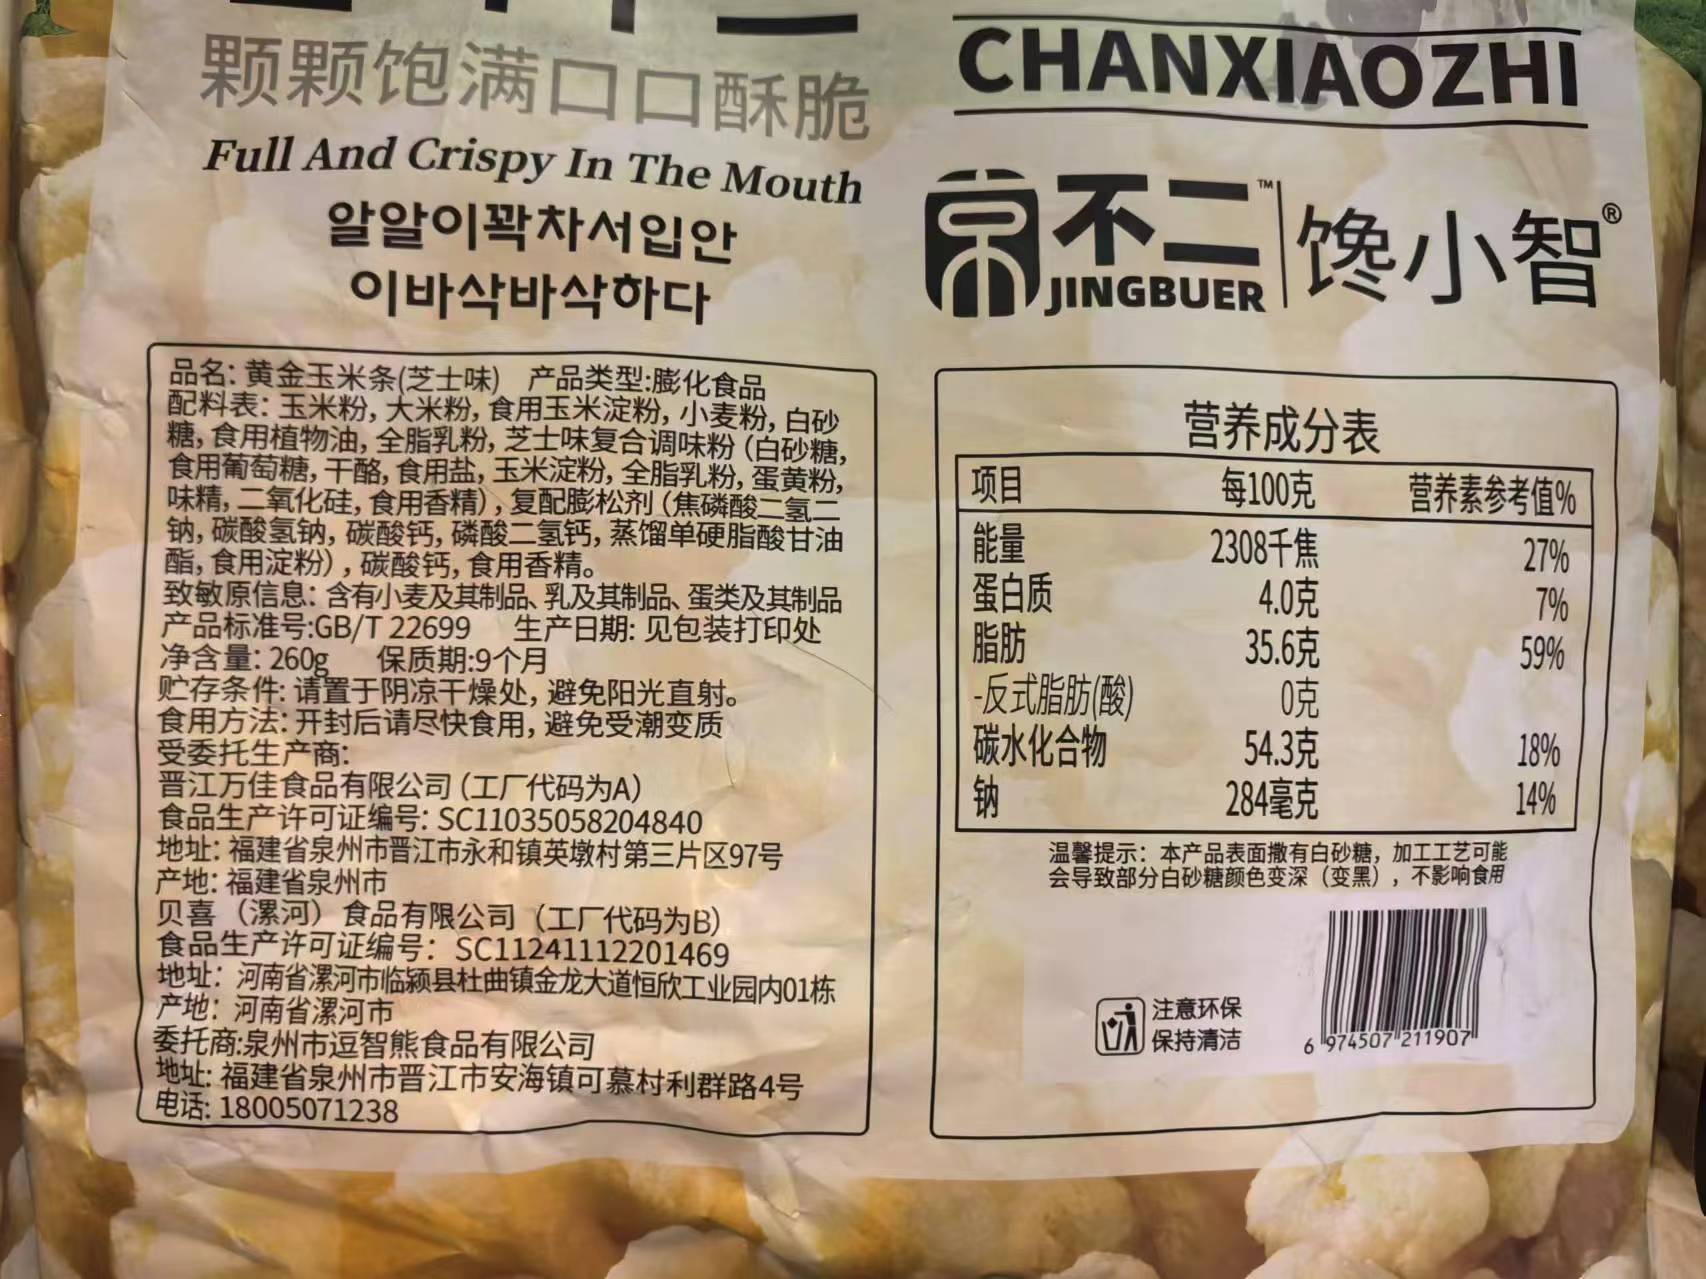 颗颗饱满口口酥脆
Full And Crispy In The Mouth
알알이꽉차서입안
이바삭바삭하다
品名: 黄金玉米条(芝士味) 产品类型:膨化食品
配料表: 玉米粉, 大米粉, 食用玉米淀粉, 小麦粉, 白砂
糖, 食用植物油, 全脂乳粉, 芝士味复合调味粉 (白砂糖,
食用葡萄糖, 干酪, 食用盐, 玉米淀粉, 全脂乳粉, 蛋黄粉,
味精, 二氧化硅, 食用香精) , 复配膨松剂 (焦磷酸二氢二
钠, 碳酸氢钠, 碳酸钙, 磷酸二氢钙, 蒸馏单硬脂酸甘油
酯, 食用淀粉) , 碳酸钙, 食用香精。
致敏原信息: 含有小麦及其制品、乳及其制品、蛋类及其制品
产品标准号:GB/T 22699 生产日期: 见包装打印处
净含量: 260g 保质期:9个月
贮存条件: 请置于阴凉干燥处, 避免阳光直射。
食用方法: 开封后请尽快食用, 避免受潮变质
受委托生产商:
晋江万佳食品有限公司 (工厂代码为A)
食品生产许可证编号: SC11035058204840
地址: 福建省泉州市晋江市永和镇英墩村第三片区97号
产地: 福建省泉州市
贝喜 (漯河) 食品有限公司 (工厂代码为B)
食品生产许可证编号: SC11241112201469
地址: 河南省漯河市临颍县杜曲镇金龙大道恒欣工业园内01栋
产地: 河南省漯河市
委托商:泉州市逗智熊食品有限公司
地址: 福建省泉州市晋江市安海镇可慕村利群路4号
电话: 18005071238
CHANXIAOZHI
京不二™ 馋小智®
JINGBUER
营养成分表
项目 每100克 营养素参考值%
能量 2308千焦 27%
蛋白质 4.0克 7%
脂肪 35.6克 59%
-反式脂肪(酸) 0克
碳水化合物 54.3克 18%
钠 284毫克 14%
温馨提示: 本产品表面撒有白砂糖, 加工工艺可能
会导致部分白砂糖颜色变深 (变黑) , 不影响食用
注意环保
保持清洁
6 974507 211907